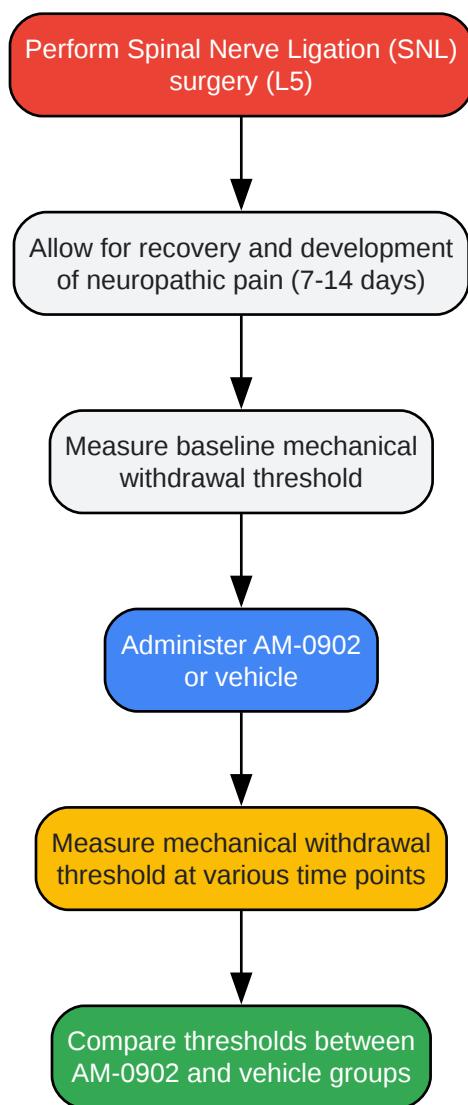 Perform Spinal Nerve Ligation (SNL)
surgery (L5)
Allow for recovery and development
of neuropathic pain (7-14 days)
Measure baseline mechanical
withdrawal threshold
Administer AM-0902
or vehicle
Measure mechanical withdrawal
threshold at various time points
Compare thresholds between
AM-0902 and vehicle groups